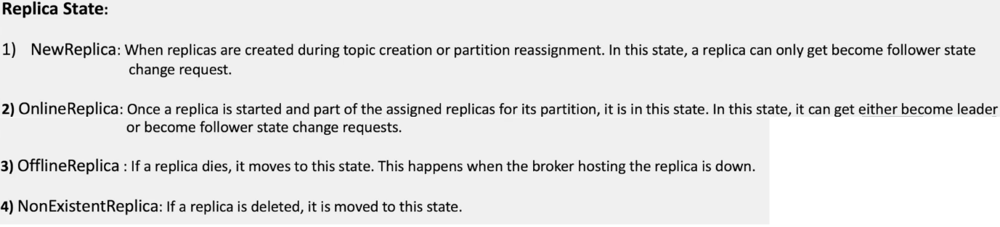 Replica State:
1) NewReplica: When replicas are created during topic creation or partition reassignment. In this state, a replica can only get become follower state
change request.
2) OnlineReplica: Once a replica is started and part of the assigned replicas for its partition, it is in this state. In this state, it can get either become leader
or become follower state change requests.
3) OfflineReplica : If a replica dies, it moves to this state. This happens when the broker hosting the replica is down.
4) NonExistentReplica: If a replica is deleted, it is moved to this state.